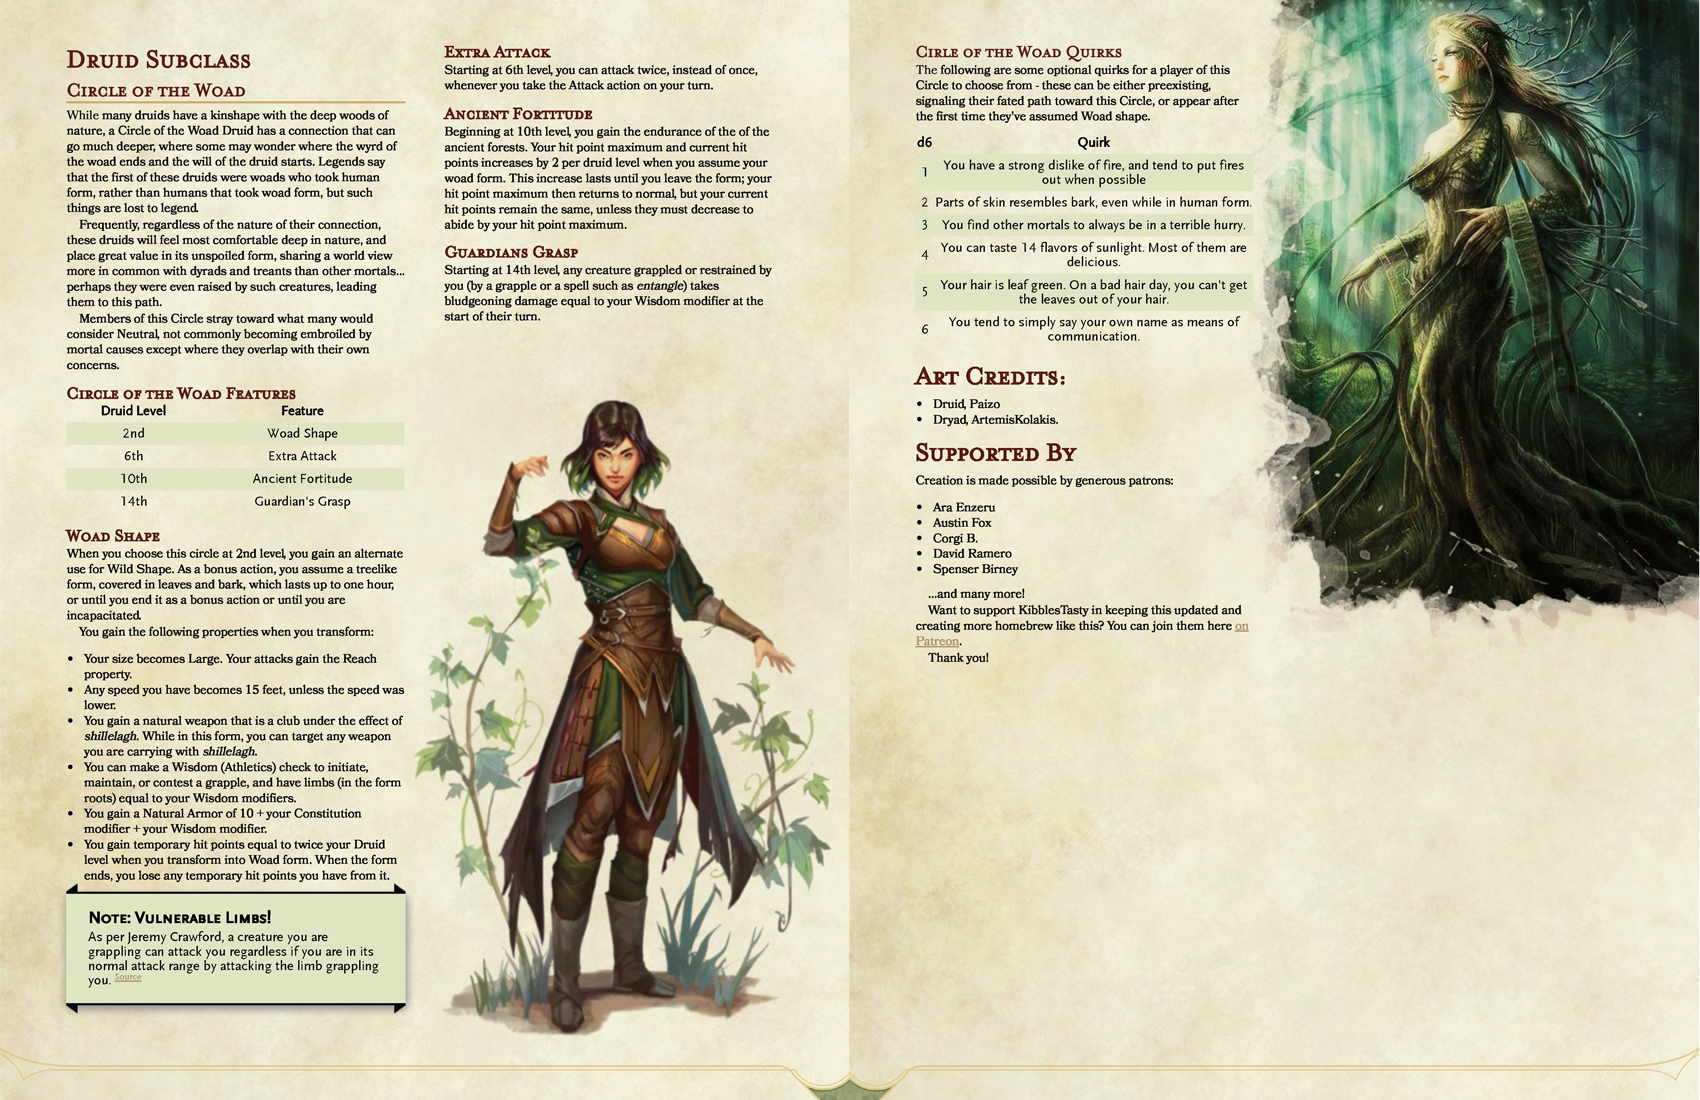 Druid Subclass
Circle of the Woad
While many druids have a kinshape with the deep woods of
nature, a Circle of the Woad Druid has a connection that can
go much deeper, where some may wonder where the wyrd of
the woad ends and the will of the druid starts. Legends say
that the first of these druids were woads who took human
form, rather than humans that took woad form, but such
things are lost to legend.
Frequently, regardless of the nature of their connection,
these druids will feel most comfortable deep in nature, and
place great value in its unspoiled form, sharing a world view
more in common with dyrads and treants than other mortals...
perhaps they were even raised by such creatures, leading
them to this path.
Members of this Circle stray toward what many would
consider Neutral, not commonly becoming embroiled by
mortal causes except where they overlap with their own
concerns.
Circle of the Woad Features
Druid Level Feature
2nd Woad Shape
6th Extra Attack
10th Ancient Fortitude
14th Guardian's Grasp
Woad Shape
When you choose this circle at 2nd level, you gain an alternate
use for Wild Shape. As a bonus action, you assume a treelike
form, covered in leaves and bark, which lasts up to one hour,
or until you end it as a bonus action or until you are
incapacitated.
You gain the following properties when you transform:
• Your size becomes Large. Your attacks gain the Reach
property.
• Any speed you have becomes 15 feet, unless the speed was
lower.
• You gain a natural weapon that is a club under the effect of
shillelagh. While in this form, you can target any weapon
you are carrying with shillelagh.
• You can make a Wisdom (Athletics) check to initiate,
maintain, or contest a grapple, and have limbs (in the form
roots) equal to your Wisdom modifiers.
• You gain a Natural Armor of 10 + your Constitution
modifier + your Wisdom modifier.
• You gain temporary hit points equal to twice your Druid
level when you transform into Woad form. When the form
ends, you lose any temporary hit points you have from it.
Note: Vulnerable Limbs!
As per Jeremy Crawford, a creature you are
grappling can attack you regardless if you are in its
normal attack range by attacking the limb grappling
you. Source
Extra Attack
Starting at 6th level, you can attack twice, instead of once,
whenever you take the Attack action on your turn.
Ancient Fortitude
Beginning at 10th level, you gain the endurance of the of the
ancient forests. Your hit point maximum and current hit
points increases by 2 per druid level when you assume your
woad form. This increase lasts until you leave the form; your
hit point maximum then returns to normal, but your current
hit points remain the same, unless they must decrease to
abide by your hit point maximum.
Guardians Grasp
Starting at 14th level, any creature grappled or restrained by
you (by a grapple or a spell such as entangle) takes
bludgeoning damage equal to your Wisdom modifier at the
start of their turn.
Cirle of the Woad Quirks
The following are some optional quirks for a player of this
Circle to choose from - these can be either preexisting,
signaling their fated path toward this Circle, or appear after
the first time they've assumed Woad shape.
d6 Quirk
1 You have a strong dislike of fire, and tend to put fires
out when possible
2 Parts of skin resembles bark, even while in human form.
3 You find other mortals to always be in a terrible hurry.
4 You can taste 14 flavors of sunlight. Most of them are
delicious.
5 Your hair is leaf green. On a bad hair day, you can't get
the leaves out of your hair.
6 You tend to simply say your own name as means of
communication.
Art Credits:
• Druid, Paizo
• Dryad, ArtemisKolakis.
Supported By
Creation is made possible by generous patrons:
• Ara Enzeru
• Austin Fox
• Corgi B.
• David Ramero
• Spenser Birney
...and many more!
Want to support KibblesTasty in keeping this updated and
creating more homebrew like this? You can join them here on
Patreon.
Thank you!